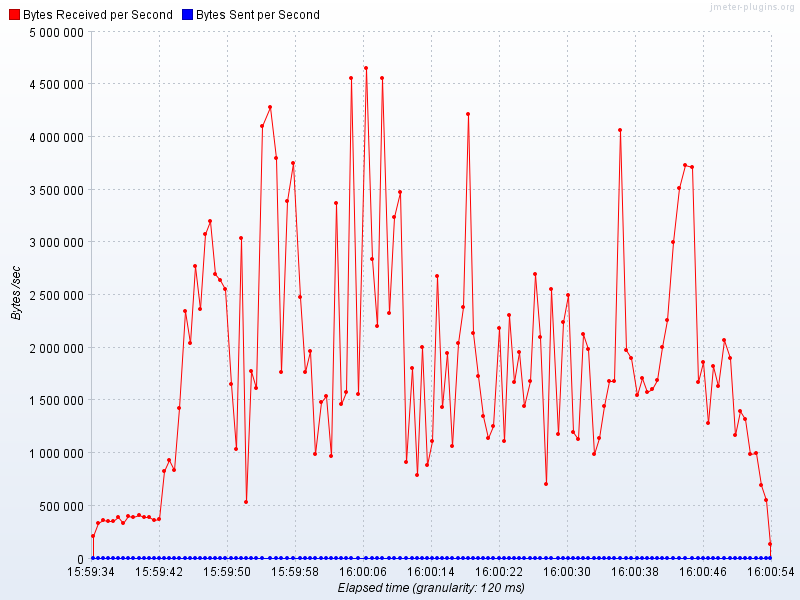 jmeter-plugins.org
Bytes Received per Second Bytes Sent per Second
5 000 000
4 500 000
4 000 000
3 500 000
3 000 000
2 500 000
2 000 000
1 500 000
1 000 000
500 000
0
Bytes /sec
15:59:34 15:59:42 15:59:50 15:59:58 16:00:06 16:00:14 16:00:22 16:00:30 16:00:38 16:00:46 16:00:54
Elapsed time (granularity: 120 ms)